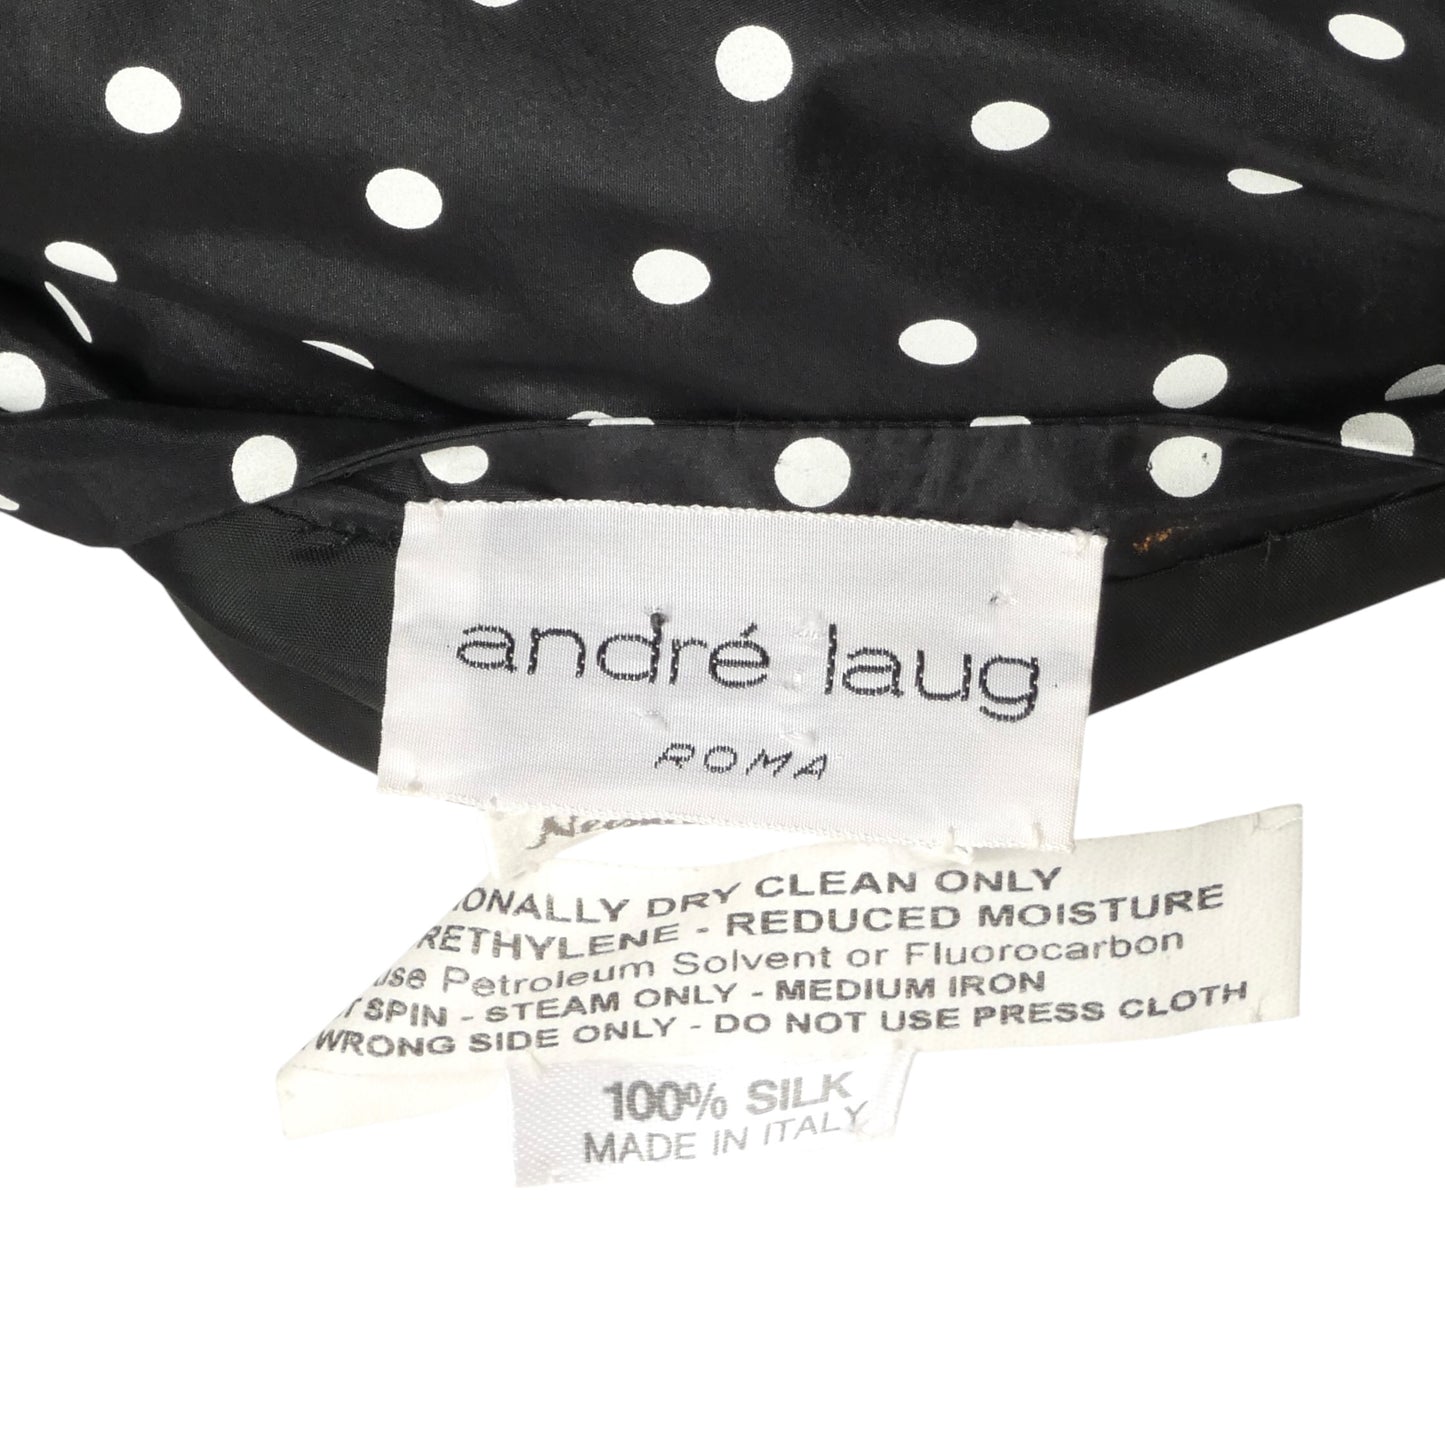 andré laug
ROMA
DRY CLEAN ONLY
- REDUCED MOISTURE
Petroleum Solvent or Fluorocarbon
SPIN - STEAM ONLY - MEDIUM IRON
WRONG SIDE ONLY - DO NOT USE PRESS CLOTH
100% SILK
MADE IN ITALY